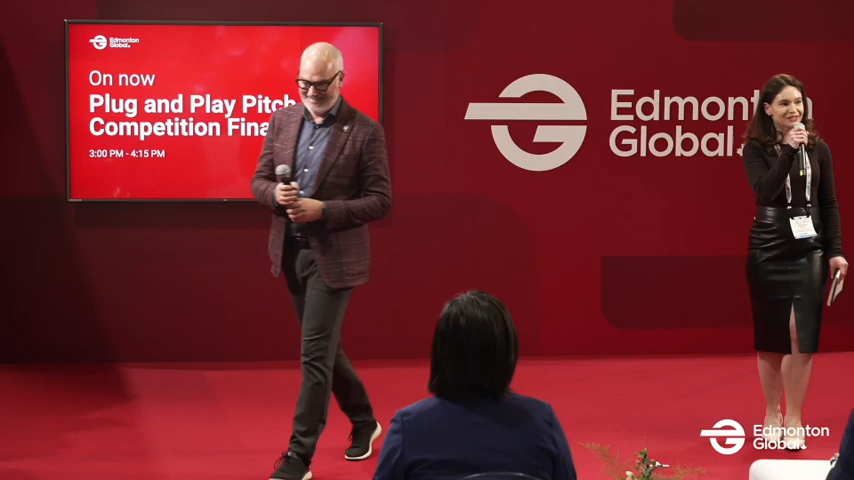 Edmonton
Global
On now
Plug and Play Pitch
Competition Fina
3:00 PM - 4:15 PM
Edmonton
Global
Edmonton
Global